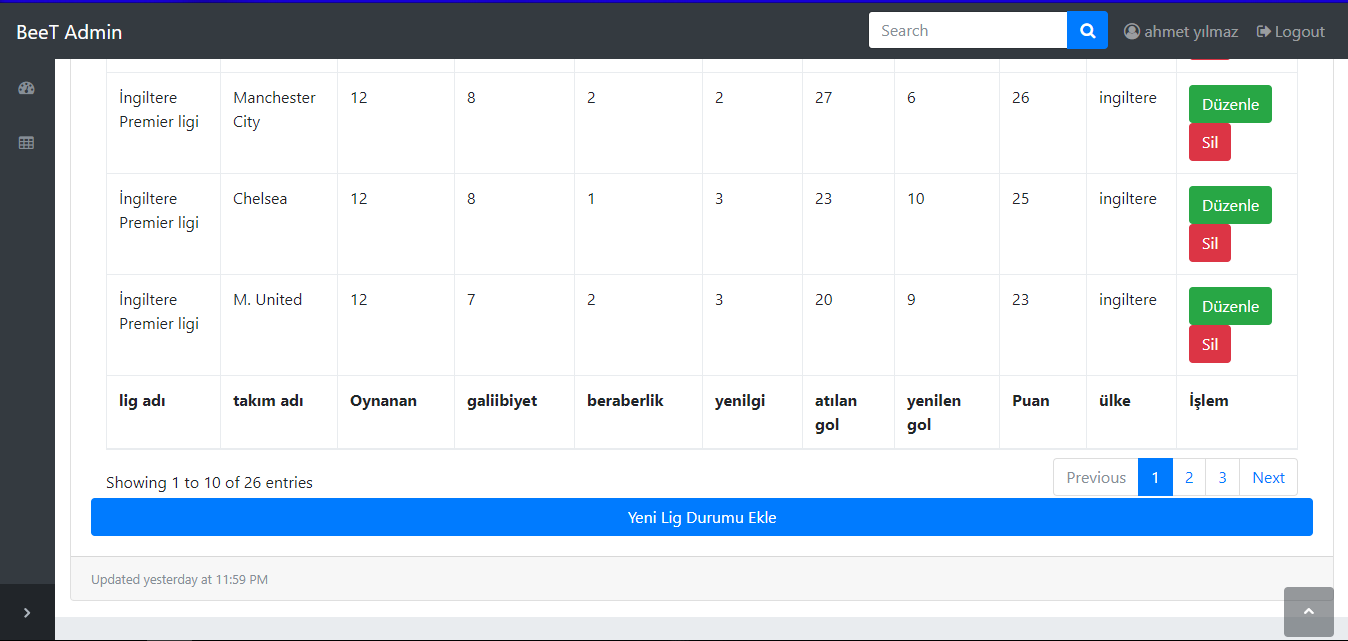 BeeT Admin Search ahmet yılmaz Logout
İngiltere Manchester 12 8 2 2 27 6 26 ingiltere Düzenle
Premier ligi City
Sil
İngiltere Chelsea 12 8 1 3 23 10 25 ingiltere Düzenle
Premier ligi
Sil
İngiltere M. United 12 7 2 3 20 9 23 ingiltere Düzenle
Premier ligi
Sil
lig adı takım adı Oynanan galiibiyet beraberlik yenilgi atılan yenilen Puan ülke İşlem
gol gol
Showing 1 to 10 of 26 entries Previous 1 2 3 Next
Yeni Lig Durumu Ekle
Updated yesterday at 11:59 PM